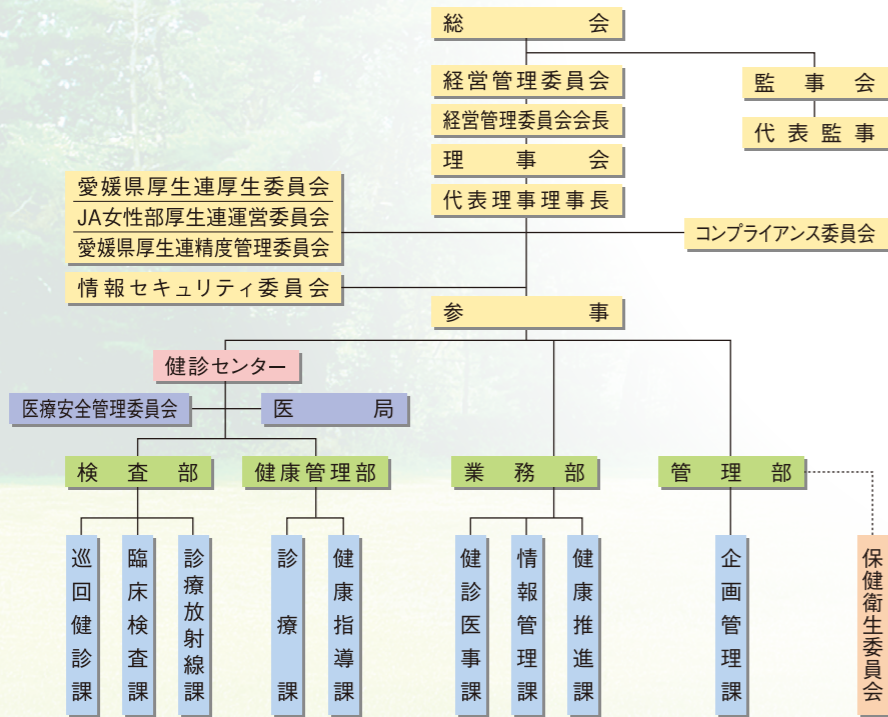 総会
経営管理委員会
監事会
経営管理委員会会長
代表監事
理事会
代表理事理事長
愛媛県厚生連厚生委員会
JA女性部厚生連運営委員会
愛媛県厚生連精度管理委員会
コンプライアンス委員会
情報セキュリティ委員会
参事
健診センター
医療安全管理委員会
医局
検査部
健康管理部
業務部
管理部
巡回健診課
臨床検査課
診療放射線課
診療課
健康指導課
健診医事課
情報管理課
健康推進課
企画管理課
保健衛生委員会